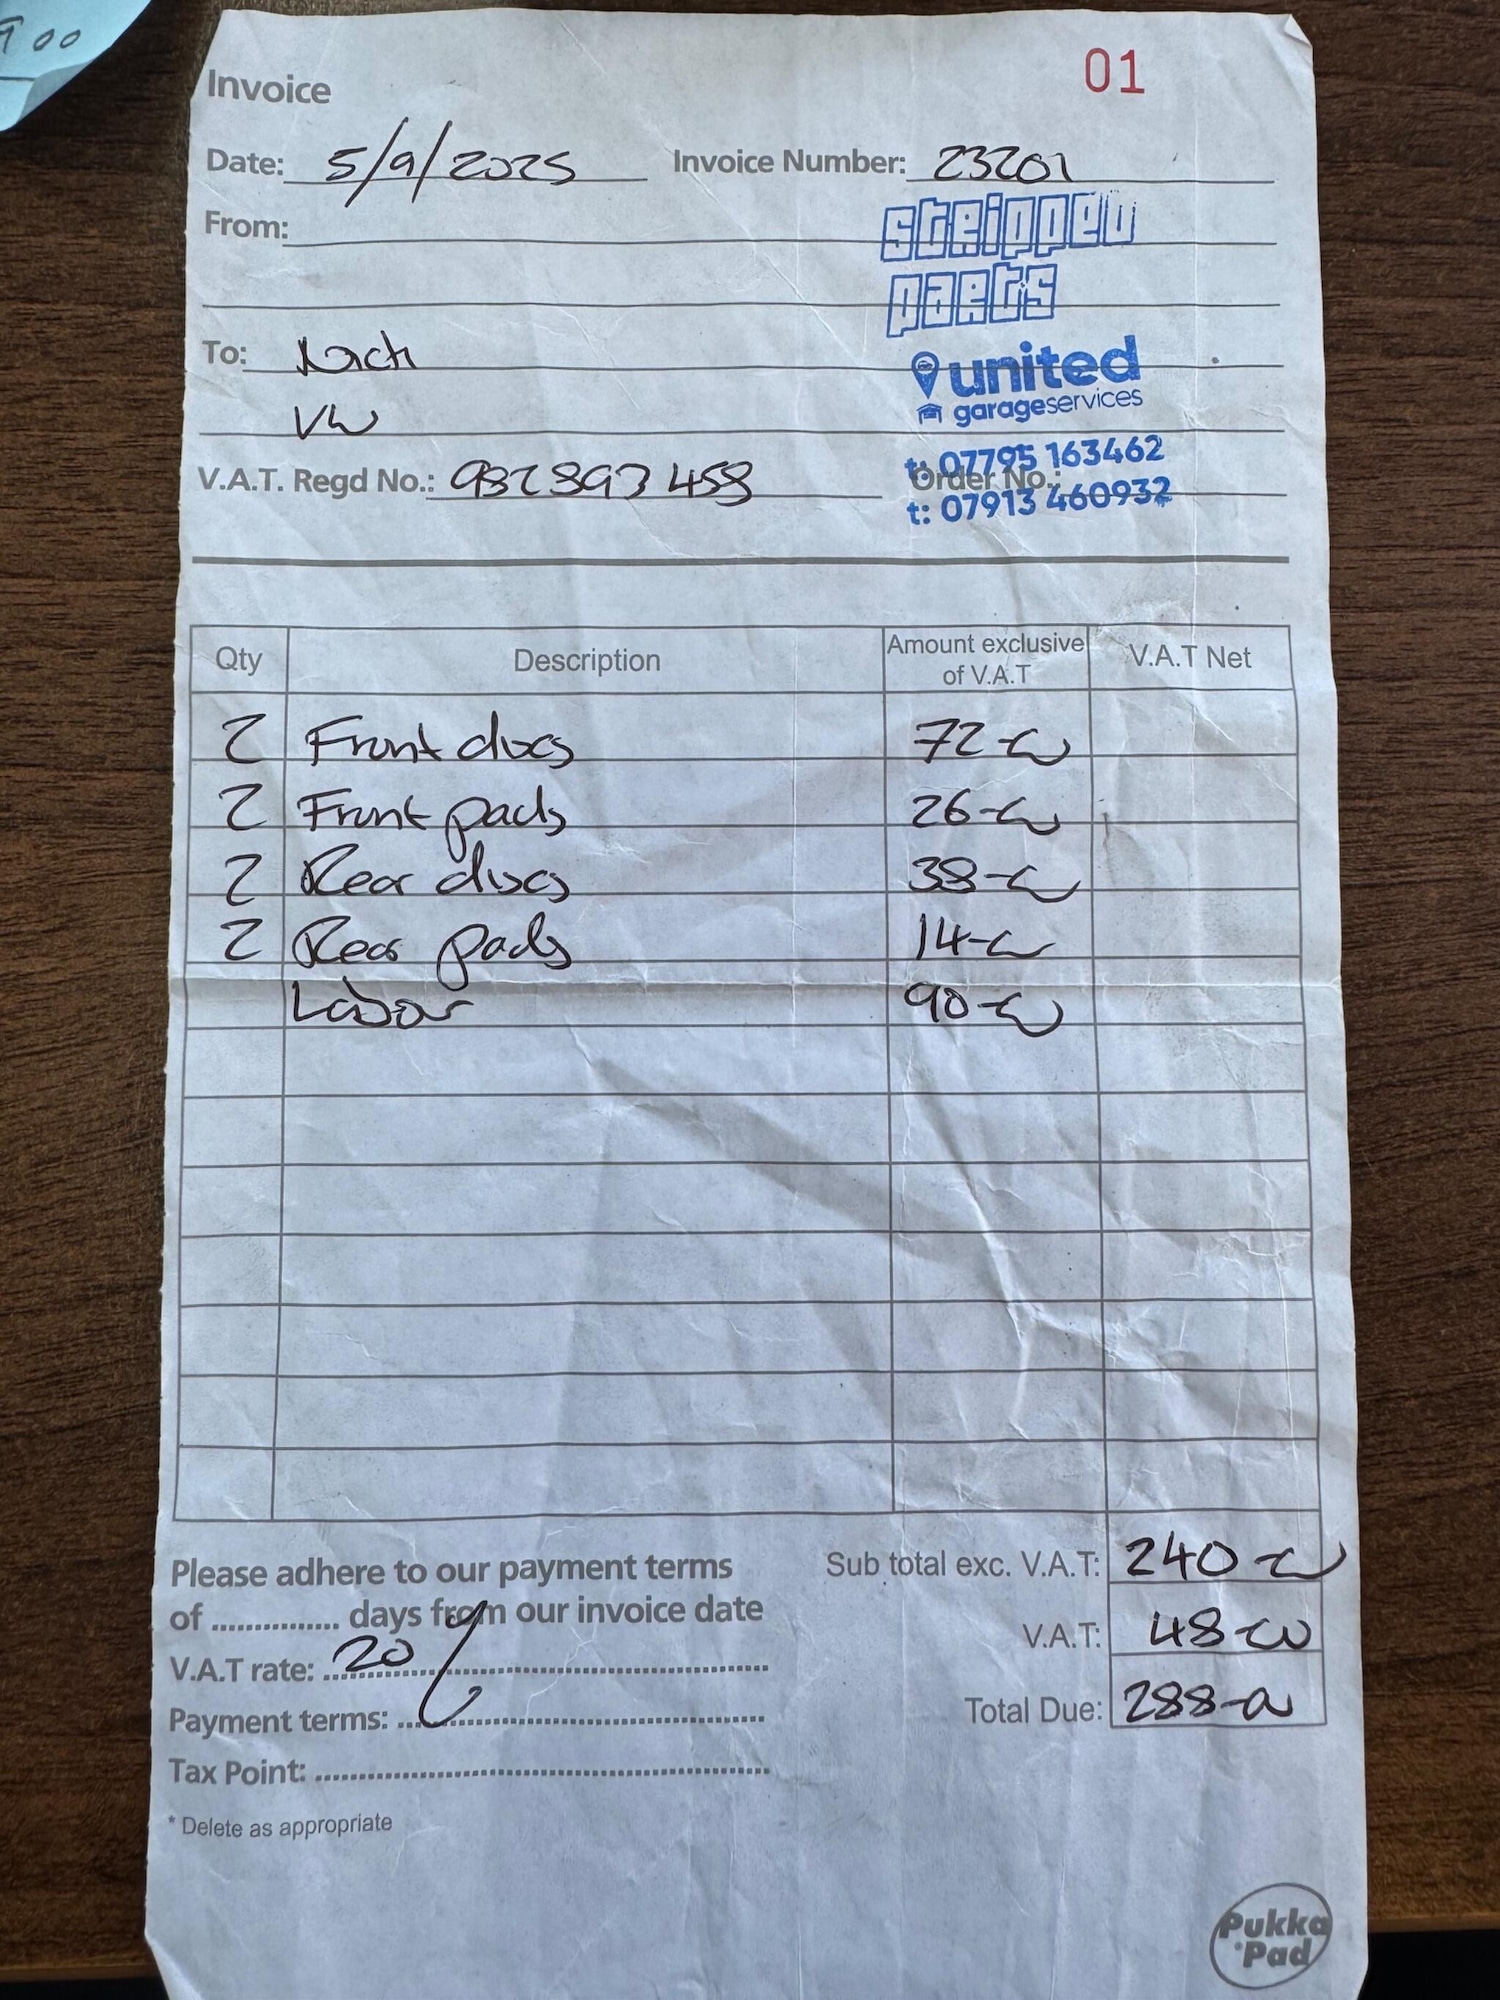 900
01
Invoice
Date: 5/9/2025 Invoice Number: 23201
From:
stripped
parts
To:
VW
united
garageservices
t: 07795 163462
V.A.T. Regd No.: 982 893 458 Order No.:
t: 07913 460932
Qty Description Amount exclusive of V.A.T V.A.T Net
2 Front discs 72-00
2 Front pads 26-00
2 Rear discs 38-00
2 Rear pads 14-00
Labor 90-00
Please adhere to our payment terms Sub total exc. V.A.T: 240-00
of .............. days from our invoice date V.A.T: 48-00
V.A.T rate: 20 %
Payment terms: Total Due: 288-00
Tax Point:
* Delete as appropriate
Pukka
Pad